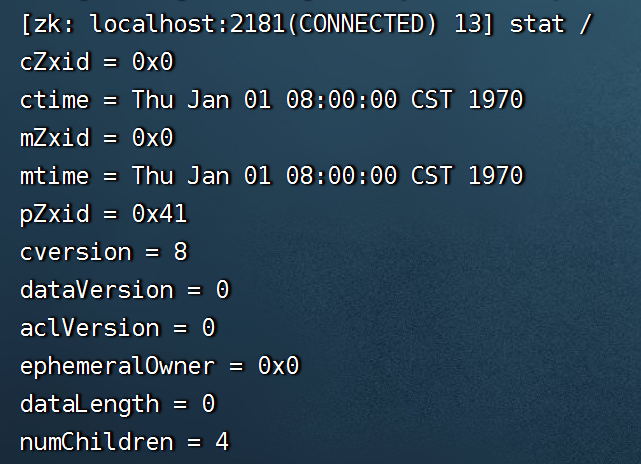 [zk: localhost:2181(CONNECTED) 13] stat /
cZxid = 0x0
ctime = Thu Jan 01 08:00:00 CST 1970
mZxid = 0x0
mtime = Thu Jan 01 08:00:00 CST 1970
pZxid = 0x41
cversion = 8
dataVersion = 0
aclVersion = 0
ephemeralOwner = 0x0
dataLength = 0
numChildren = 4